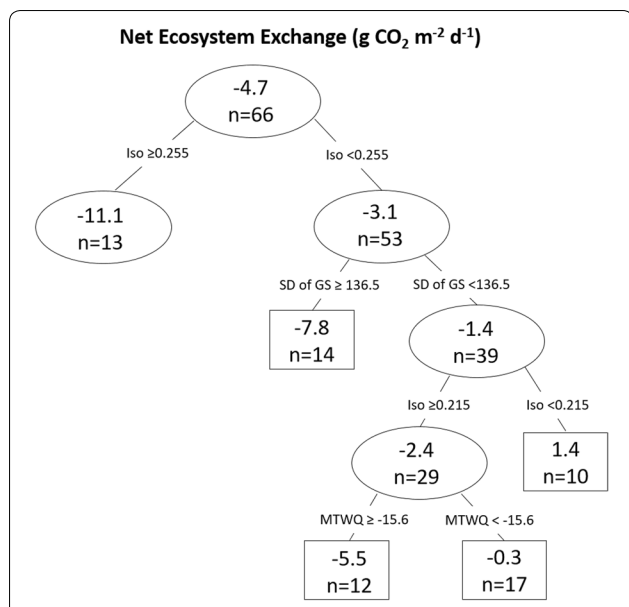 Net Ecosystem Exchange (g CO₂ m⁻² d⁻¹)
-4.7
n=66
Iso ≥0.255
Iso <0.255
-11.1
n=13
-3.1
n=53
SD of GS ≥ 136.5
SD of GS <136.5
-7.8
n=14
-1.4
n=39
Iso ≥0.215
Iso <0.215
-2.4
n=29
1.4
n=10
MTWQ ≥ -15.6
MTWQ < -15.6
-5.5
n=12
-0.3
n=17